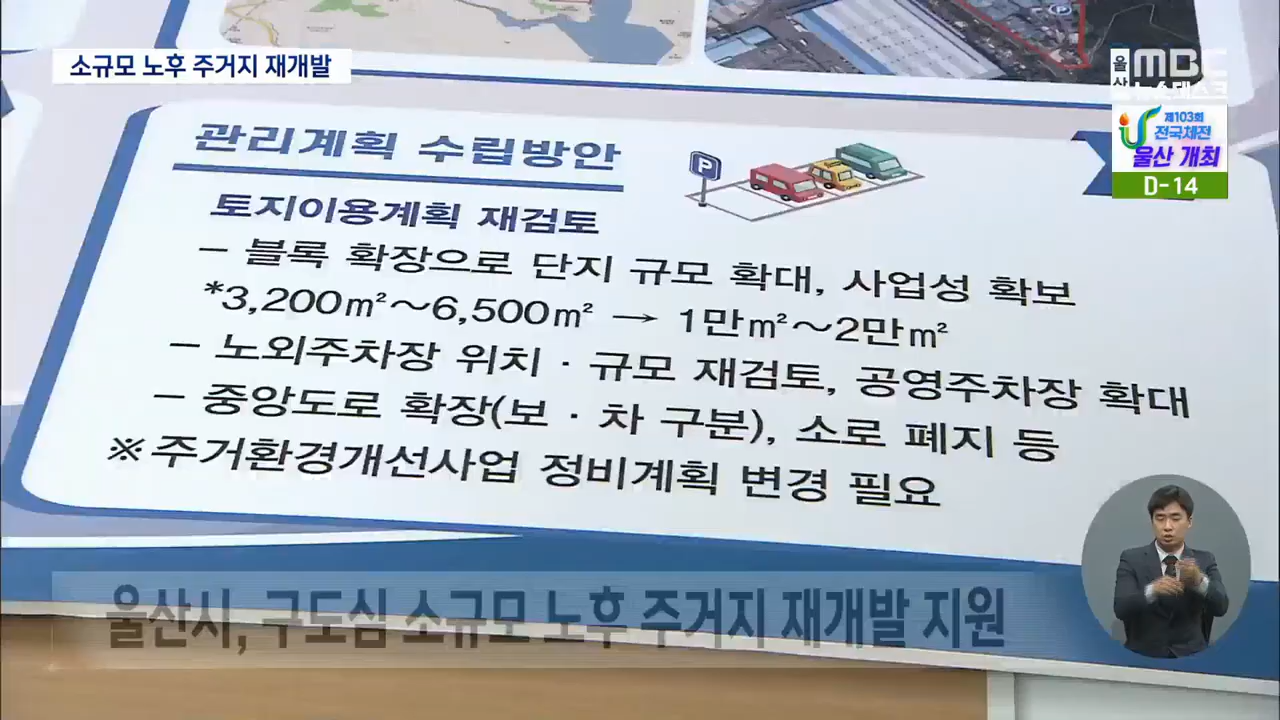 소규모 노후 주거지 재개발
울산 MBC
뉴스데스크
제103회
전국체전
울산 개최
D-14
관리계획 수립방안
P
토지이용계획 재검토
- 블록 확장으로 단지 규모 확대, 사업성 확보
*3,200㎡~6,500㎡ → 1만㎡~2만㎡
- 노외주차장 위치 · 규모 재검토, 공영주차장 확대
- 중앙도로 확장(보 · 차 구분), 소로 폐지 등
※ 주거환경개선사업 정비계획 변경 필요
울산시, 구도심 소규모 노후 주거지 재개발 지원